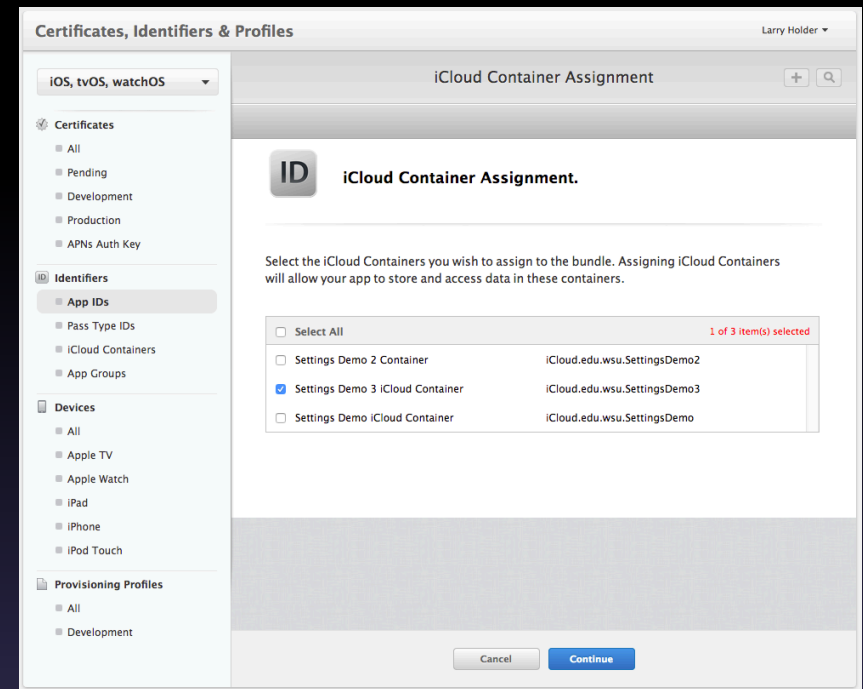 Certificates, Identifiers & Profiles
Larry Holder
iOS, tvOS, watchOS
iCloud Container Assignment
Certificates
All
Pending
Development
Production
APNs Auth Key
ID Identifiers
App IDs
Pass Type IDs
iCloud Containers
App Groups
Devices
All
Apple TV
Apple Watch
iPad
iPhone
iPod Touch
Provisioning Profiles
All
Development
ID
iCloud Container Assignment.
Select the iCloud Containers you wish to assign to the bundle. Assigning iCloud Containers
will allow your app to store and access data in these containers.
Select All 1 of 3 item(s) selected
Settings Demo 2 Container iCloud.edu.wsu.SettingsDemo2
Settings Demo 3 iCloud Container iCloud.edu.wsu.SettingsDemo3
Settings Demo iCloud Container iCloud.edu.wsu.SettingsDemo
Cancel
Continue